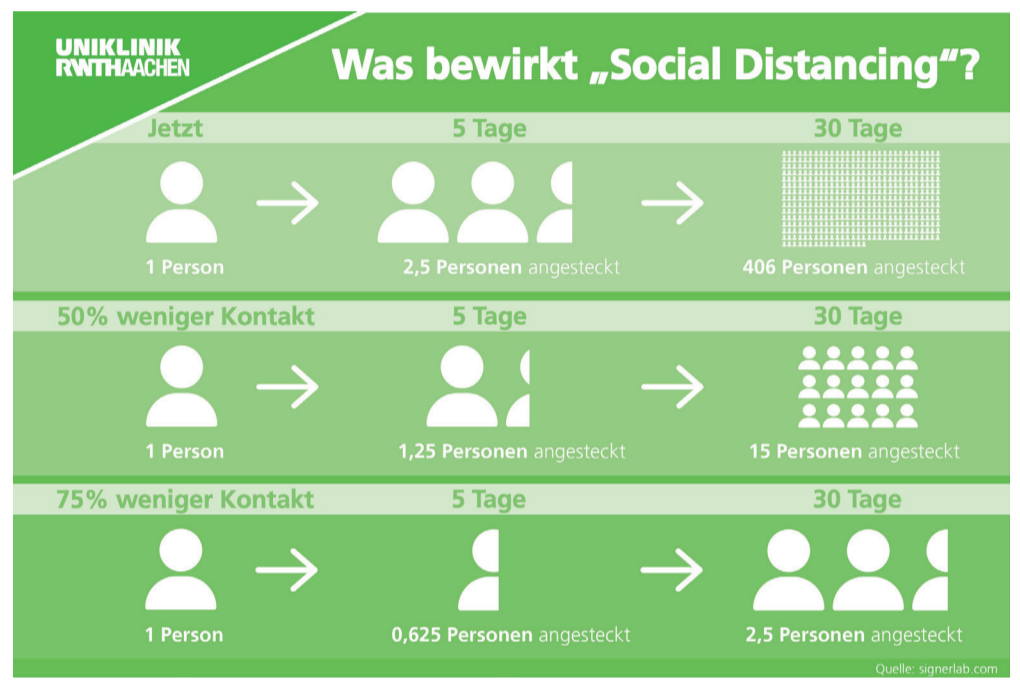 UNIKLINIK
RWTHAACHEN
Was bewirkt „Social Distancing“?
Jetzt 5 Tage 30 Tage
1 Person 2,5 Personen angesteckt 406 Personen angesteckt
50% weniger Kontakt 5 Tage 30 Tage
1 Person 1,25 Personen angesteckt 15 Personen angesteckt
75% weniger Kontakt 5 Tage 30 Tage
1 Person 0,625 Personen angesteckt 2,5 Personen angesteckt
Quelle: signerlab.com